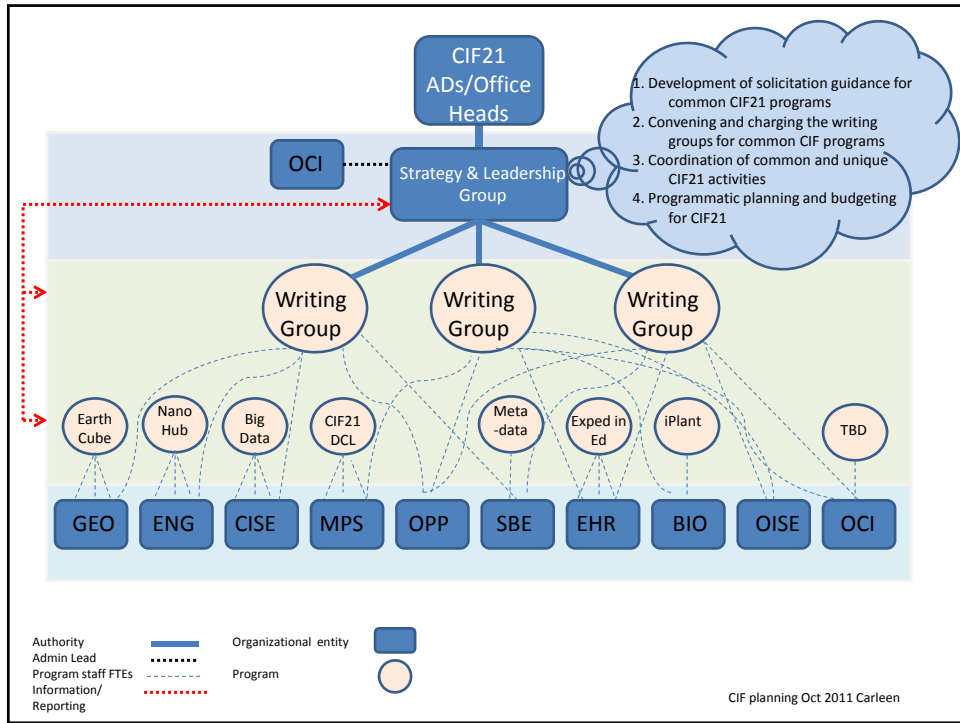 CIF21
ADs/Office
Heads
1. Development of solicitation guidance for
common CIF21 programs
2. Convening and charging the writing
groups for common CIF programs
3. Coordination of common and unique
CIF21 activities
4. Programmatic planning and budgeting
for CIF21
OCI
Strategy & Leadership
Group
Writing
Group
Writing
Group
Writing
Group
Earth
Cube
Nano
Hub
Big
Data
CIF21
DCL
Meta
-data
Exped in
Ed
iPlant
TBD
GEO
ENG
CISE
MPS
OPP
SBE
EHR
BIO
OISE
OCI
Authority
Admin Lead
Program staff FTEs
Information/
Reporting
Organizational entity
Program
CIF planning Oct 2011 Carleen